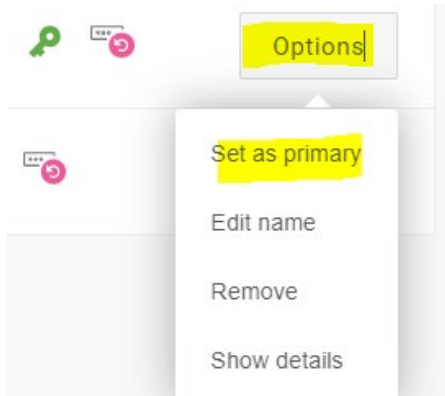 Options
Set as primary
Edit name
Remove
Show details